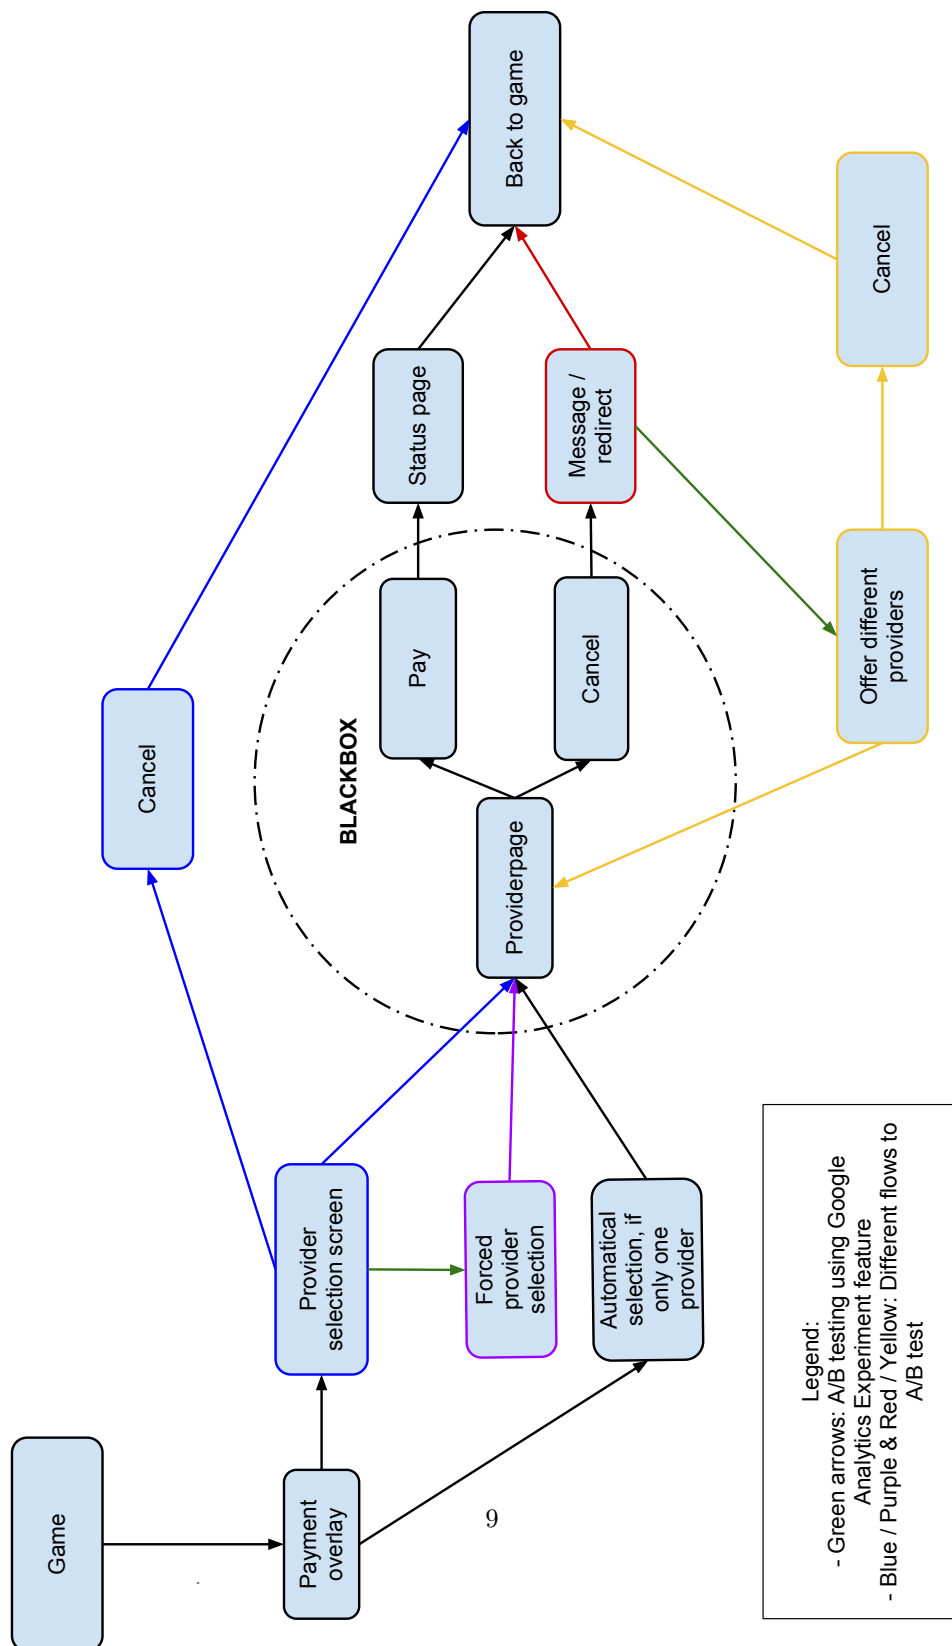 Game
Payment
overlay
Provider
selection screen
Forced
provider
selection
Automatical
selection, if
only one
provider
Cancel
BLACKBOX
Providerpage
Pay
Cancel
Status page
Message /
redirect
Offer different
providers
Cancel
Back to game
Legend:
- Green arrows: A/B testing using Google
Analytics Experiment feature
- Blue / Purple & Red / Yellow: Different flows to
A/B test
9